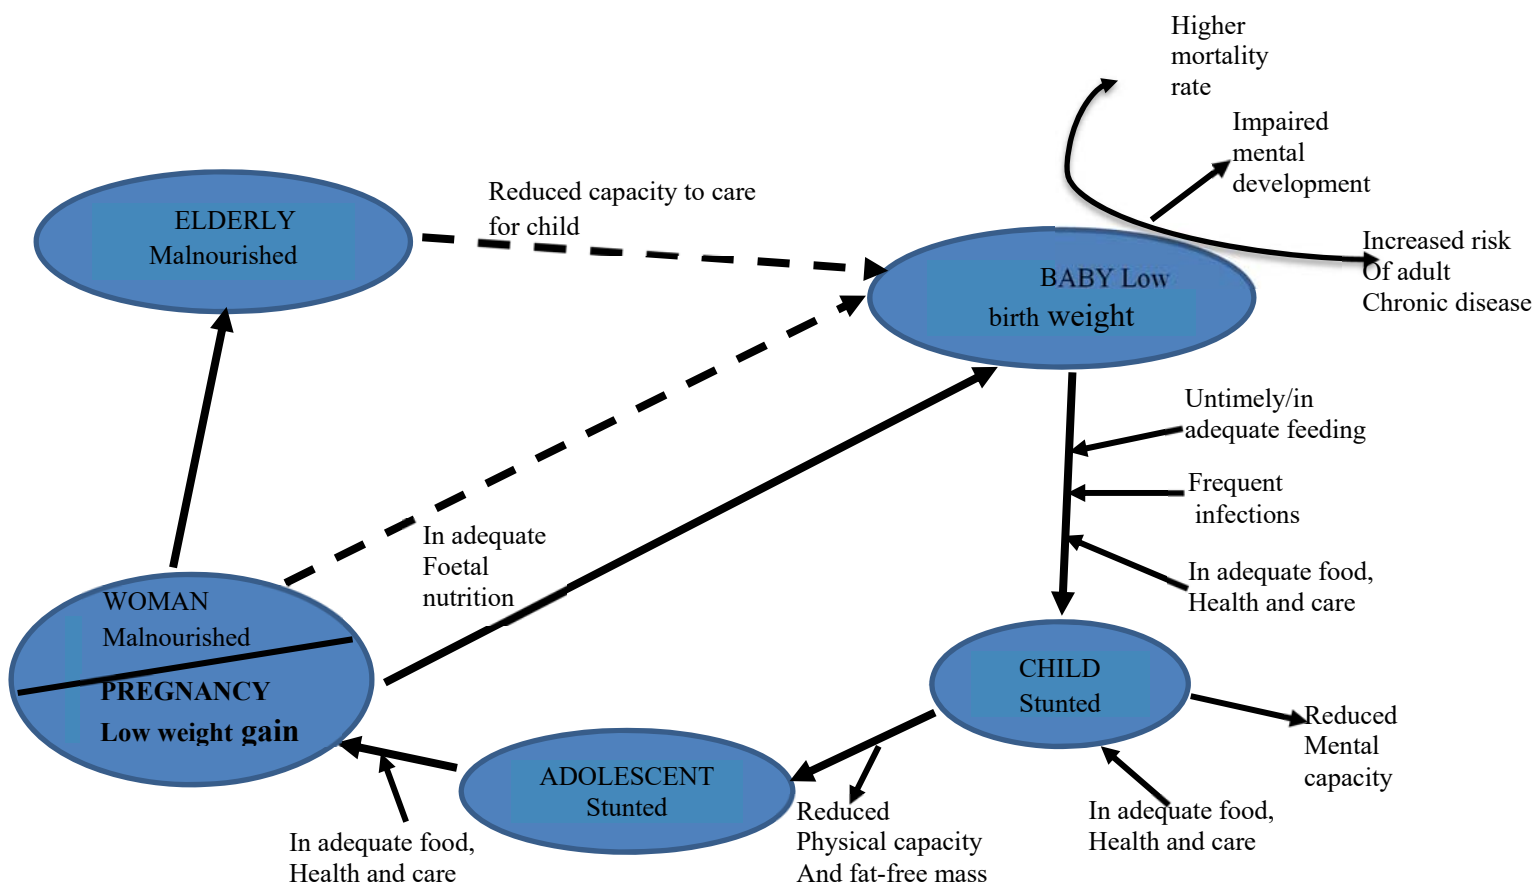 Higher
mortality
rate
Impaired
mental
development
Increased risk
Of adult
Chronic disease
ELDERLY
Malnourished
Reduced capacity to care
for child
BABY Low
birth weight
Untimely/in
adequate feeding
Frequent
infections
In adequate food,
Health and care
In adequate
Foetal
nutrition
WOMAN
Malnourished
PREGNANCY
Low weight gain
CHILD
Stunted
Reduced
Mental
capacity
ADOLESCENT
Stunted
In adequate food,
Health and care
Reduced
Physical capacity
And fat-free mass
In adequate food,
Health and care